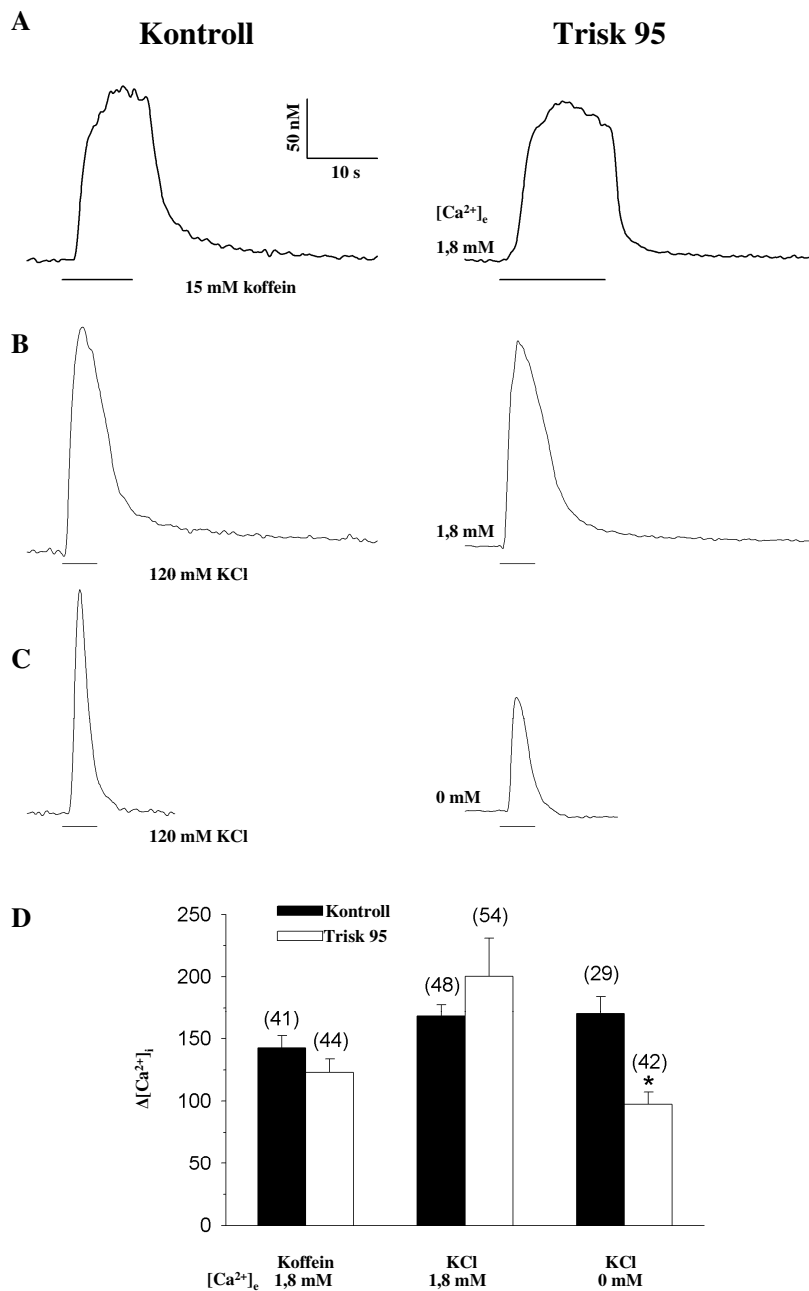 A
Kontroll
Trisk 95
50 nM
10 s
[Ca²⁺]e
1,8 mM
15 mM koffein
B
1,8 mM
120 mM KCl
C
0 mM
120 mM KCl
D
Kontroll
Trisk 95
250
200
150
100
50
0
Δ[Ca²⁺]i
(41)
(44)
(48)
(54)
(29)
(42)
*
Koffein KCl KCl
[Ca²⁺]e 1,8 mM 1,8 mM 0 mM